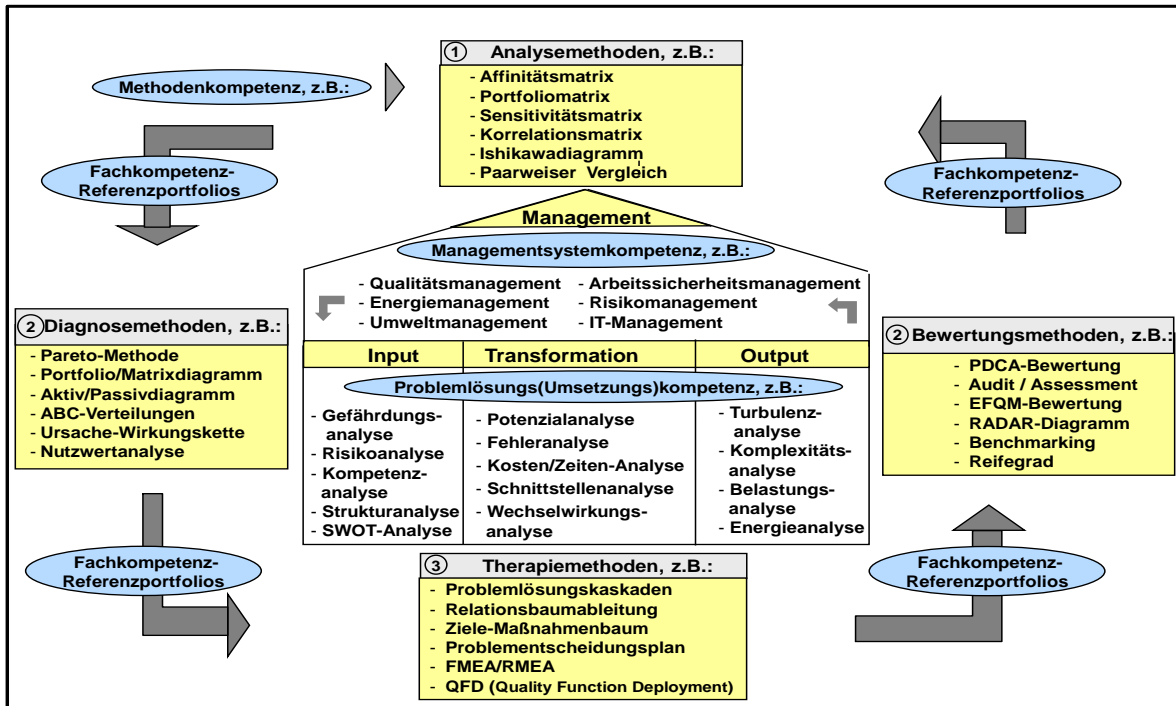 ① Analysemethoden, z.B.:
- Affinitätsmatrix
- Portfoliomatrix
- Sensitivitätsmatrix
- Korrelationsmatrix
- Ishikawadiagramm
- Paarweiser Vergleich
Methodenkompetenz, z.B.:
Fachkompetenz-
Referenzportfolios
Fachkompetenz-
Referenzportfolios
Management
Managementsystemkompetenz, z.B.:
- Qualitätsmanagement
- Energiemanagement
- Umweltmanagement
- Arbeitssicherheitsmanagement
- Risikomanagement
- IT-Management
② Diagnosemethoden, z.B.:
- Pareto-Methode
- Portfolio/Matrixdiagramm
- Aktiv/Passivdiagramm
- ABC-Verteilungen
- Ursache-Wirkungskette
- Nutzwertanalyse
Input
Transformation
Output
Problemlösungs(Umsetzungs)kompetenz, z.B.:
- Gefährdungs-
analyse
- Risikoanalyse
- Kompetenz-
analyse
- Strukturanalyse
- SWOT-Analyse
- Potenzialanalyse
- Fehleranalyse
- Kosten/Zeiten-Analyse
- Schnittstellenanalyse
- Wechselwirkungs-
analyse
- Turbulenz-
analyse
- Komplexitäts-
analyse
- Belastungs-
analyse
- Energieanalyse
② Bewertungsmethoden, z.B.:
- PDCA-Bewertung
- Audit / Assessment
- EFQM-Bewertung
- RADAR-Diagramm
- Benchmarking
- Reifegrad
Fachkompetenz-
Referenzportfolios
Fachkompetenz-
Referenzportfolios
③ Therapiemethoden, z.B.:
- Problemlösungskaskaden
- Relationsbaumableitung
- Ziele-Maßnahmenbaum
- Problementscheidungsplan
- FMEA/RMEA
- QFD (Quality Function Deployment)